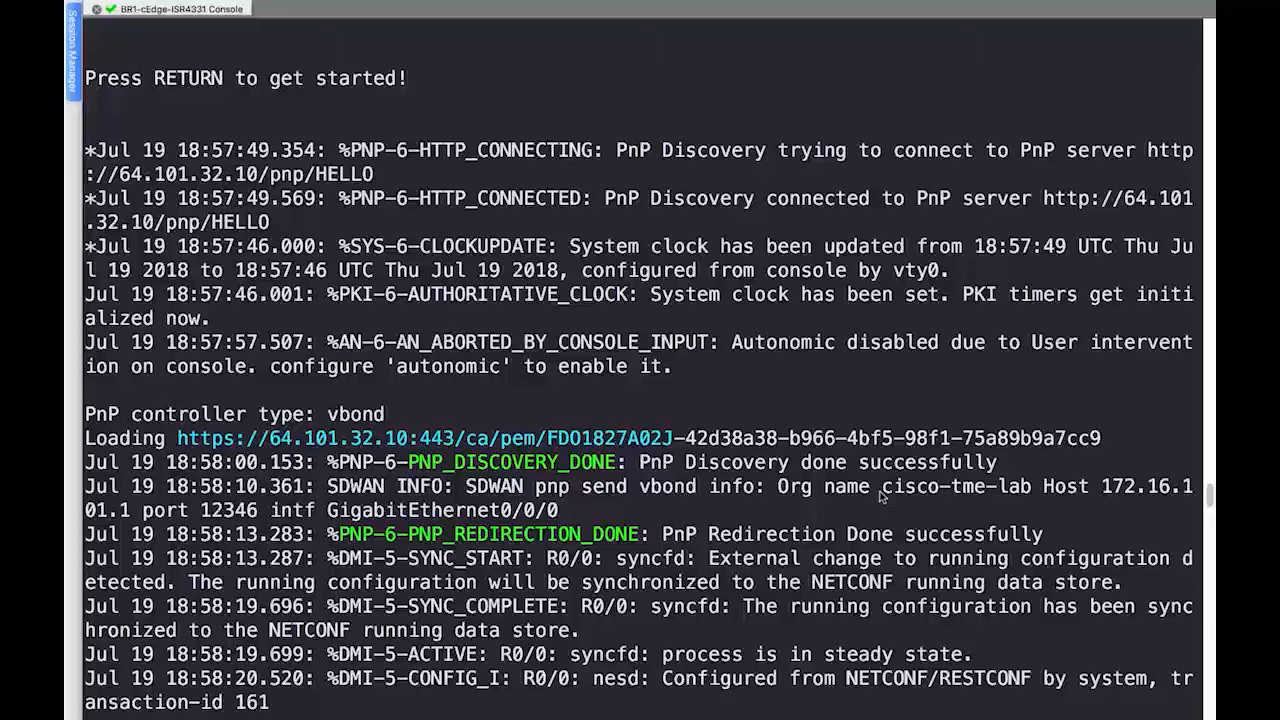 BR1-cEdge-ISR4331 Console
Session Manager
Press RETURN to get started!
*Jul 19 18:57:49.354: %PNP-6-HTTP_CONNECTING: PnP Discovery trying to connect to PnP server http
://64.101.32.10/pnp/HELLO
*Jul 19 18:57:49.569: %PNP-6-HTTP_CONNECTED: PnP Discovery connected to PnP server http://64.101
.32.10/pnp/HELLO
*Jul 19 18:57:46.000: %SYS-6-CLOCKUPDATE: System clock has been updated from 18:57:49 UTC Thu Ju
l 19 2018 to 18:57:46 UTC Thu Jul 19 2018, configured from console by vty0.
Jul 19 18:57:46.001: %PKI-6-AUTHORITATIVE_CLOCK: System clock has been set. PKI timers get initi
alized now.
Jul 19 18:57:57.507: %AN-6-AN_ABORTED_BY_CONSOLE_INPUT: Autonomic disabled due to User intervent
ion on console. configure 'autonomic' to enable it.
PnP controller type: vbond
Loading https://64.101.32.10:443/ca/pem/FDO1827A02J-42d38a38-b966-4bf5-98f1-75a89b9a7cc9
Jul 19 18:58:00.153: %PNP-6-PNP_DISCOVERY_DONE: PnP Discovery done successfully
Jul 19 18:58:10.361: SDWAN INFO: SDWAN pnp send vbond info: Org name cisco-tme-lab Host 172.16.1
01.1 port 12346 intf GigabitEthernet0/0/0
Jul 19 18:58:13.283: %PNP-6-PNP_REDIRECTION_DONE: PnP Redirection Done successfully
Jul 19 18:58:13.287: %DMI-5-SYNC_START: R0/0: syncfd: External change to running configuration d
etected. The running configuration will be synchronized to the NETCONF running data store.
Jul 19 18:58:19.696: %DMI-5-SYNC_COMPLETE: R0/0: syncfd: The running configuration has been sync
hronized to the NETCONF running data store.
Jul 19 18:58:19.699: %DMI-5-ACTIVE: R0/0: syncfd: process is in steady state.
Jul 19 18:58:20.520: %DMI-5-CONFIG_I: R0/0: nesd: Configured from NETCONF/RESTCONF by system, tr
ansaction-id 161